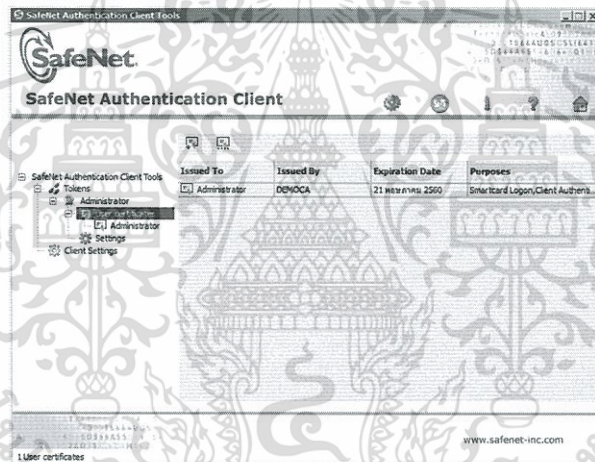 SafeNet Authentication Client Tools
SafeNet
SafeNet Authentication Client
SafeNet Authentication Client Tools
Tokens
Administrator
User certificates
Administrator
Settings
Client Settings
Issued To Issued By Expiration Date Purposes
Administrator DEMOCA 21 พฤษภาคม 2560 Smartcard Logon,Client Authenti...
www.safenet-inc.com
1 User certificates